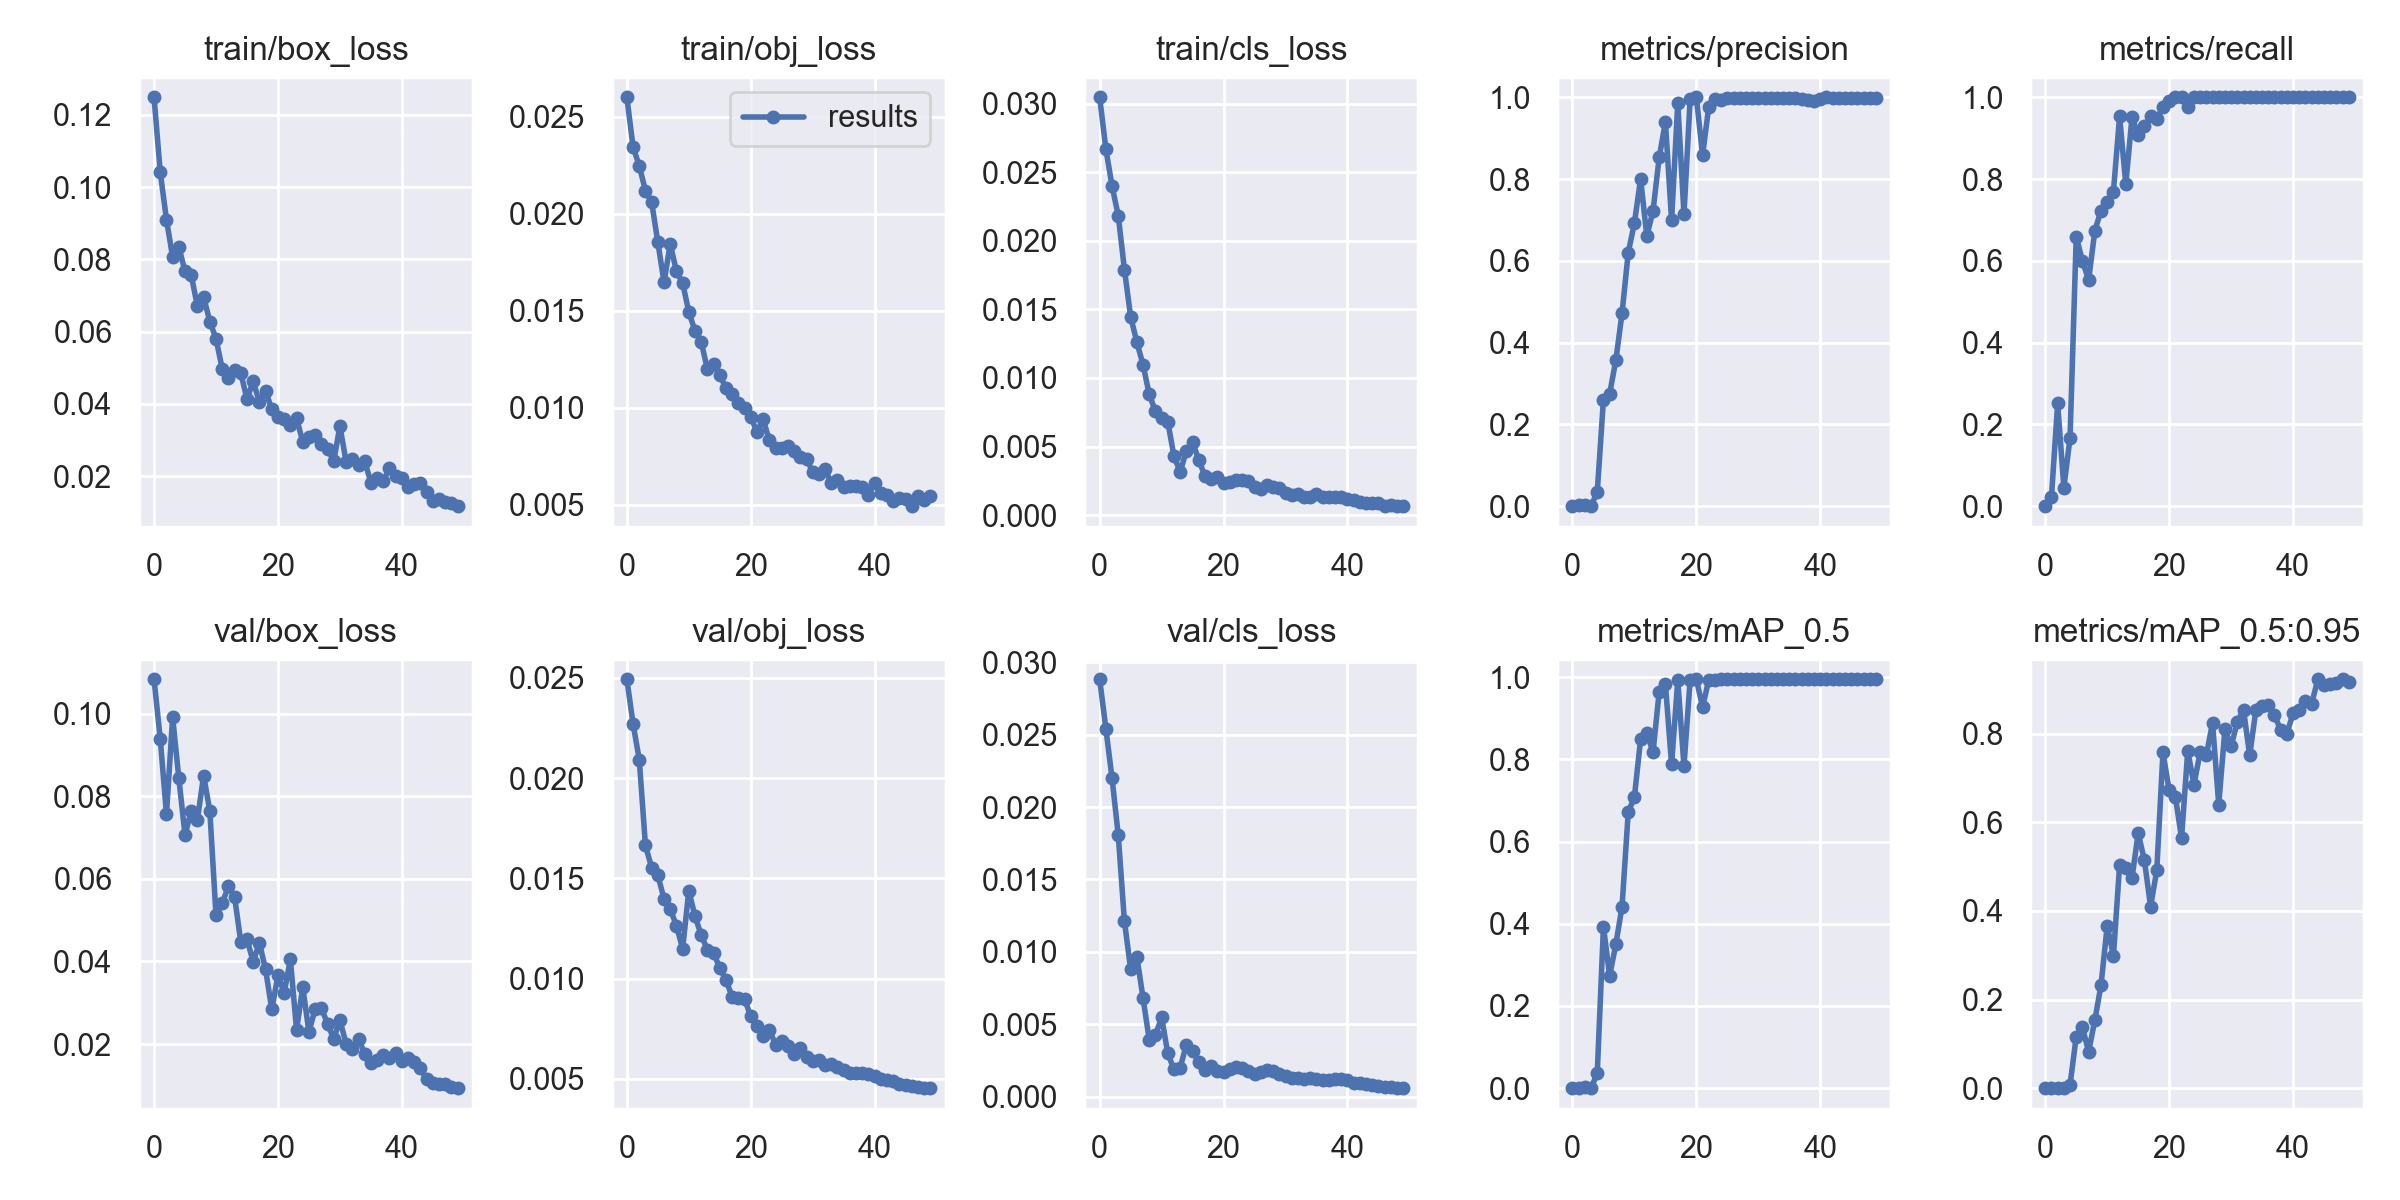 train/box_loss
0.12
0.10
0.08
0.06
0.04
0.02
0 20 40
train/obj_loss
results
0.025
0.020
0.015
0.010
0.005
0 20 40
train/cls_loss
0.030
0.025
0.020
0.015
0.010
0.005
0.000
0 20 40
metrics/precision
1.0
0.8
0.6
0.4
0.2
0.0
0 20 40
metrics/recall
1.0
0.8
0.6
0.4
0.2
0.0
0 20 40
val/box_loss
0.10
0.08
0.06
0.04
0.02
0 20 40
val/obj_loss
0.025
0.020
0.015
0.010
0.005
0 20 40
val/cls_loss
0.030
0.025
0.020
0.015
0.010
0.005
0.000
0 20 40
metrics/mAP_0.5
1.0
0.8
0.6
0.4
0.2
0.0
0 20 40
metrics/mAP_0.5:0.95
0.8
0.6
0.4
0.2
0.0
0 20 40